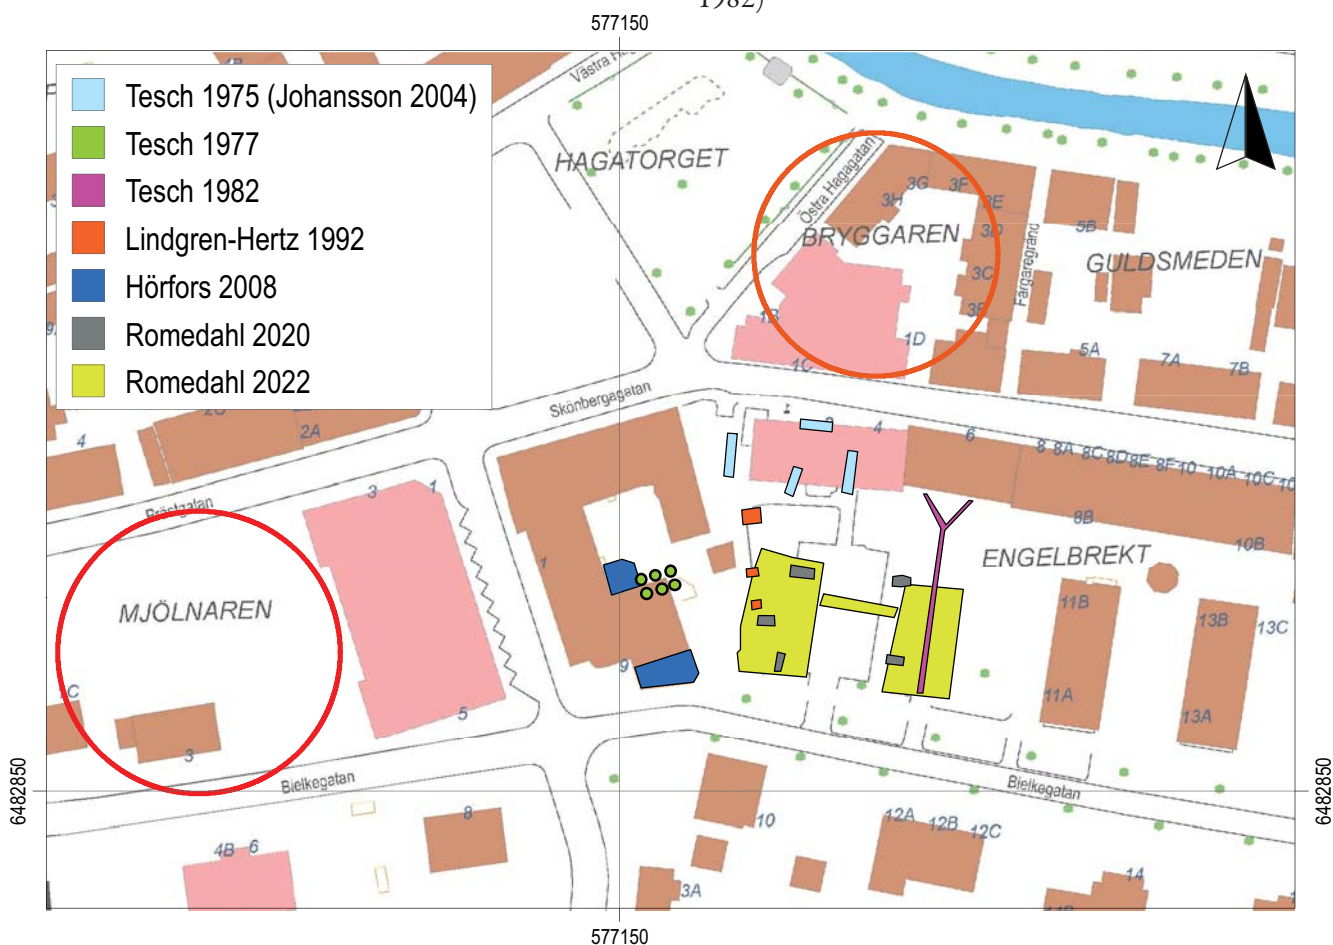 1982)
577150
Tesch 1975 (Johansson 2004)
Tesch 1977
Tesch 1982
Lindgren-Hertz 1992
Hörfors 2008
Romedahl 2020
Romedahl 2022
Västra
HAGATORGET
Östra Hagagatan
3H
3G
3F
3E
3D
3C
BRYGGAREN
Färgaregränd
5B
GULDSMEDEN
1B
1D
1C
5A
7A
7B
Skönbergagatan
2A
4
4
6
8
8A
8C
8D
8E
8F
10
10A
10C
8B
10B
Prästgatan
3
1
MJÖLNAREN
1
ENGELBREKT
11B
13B
13C
9
11A
13A
5
3
Bielkegatan
Bielkegatan
6482850
6482850
8
4B
6
10
12A
12B
12C
3A
14
577150